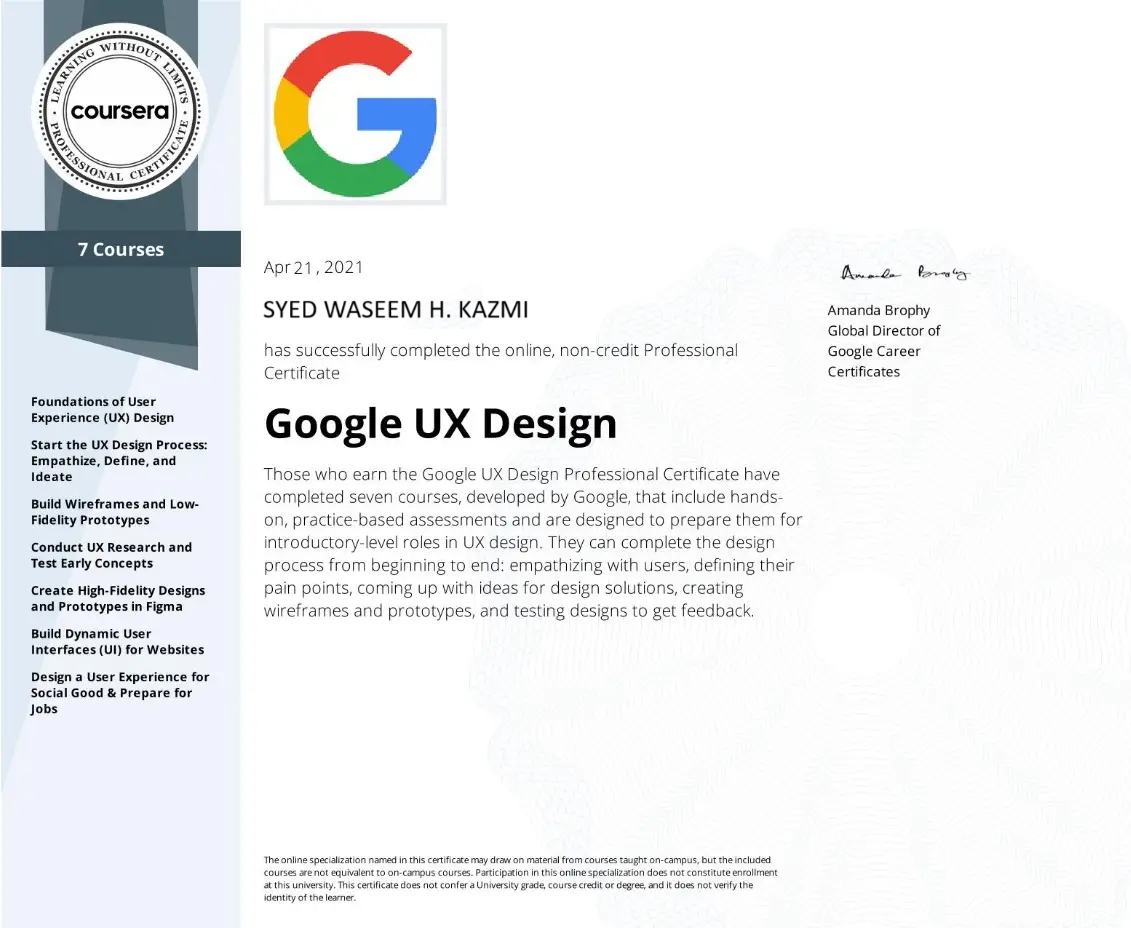 LEARNING WITHOUT LIMITS
coursera
PROFESSIONAL CERTIFICATE
7 Courses
Foundations of User
Experience (UX) Design
Start the UX Design Process:
Empathize, Define, and
Ideate
Build Wireframes and Low-
Fidelity Prototypes
Conduct UX Research and
Test Early Concepts
Create High-Fidelity Designs
and Prototypes in Figma
Build Dynamic User
Interfaces (UI) for Websites
Design a User Experience for
Social Good & Prepare for
Jobs
G
Apr 21, 2021
SYED WASEEM H. KAZMI
has successfully completed the online, non-credit Professional
Certificate
Google UX Design
Those who earn the Google UX Design Professional Certificate have
completed seven courses, developed by Google, that include hands-
on, practice-based assessments and are designed to prepare them for
introductory-level roles in UX design. They can complete the design
process from beginning to end: empathizing with users, defining their
pain points, coming up with ideas for design solutions, creating
wireframes and prototypes, and testing designs to get feedback.
Amanda Brophy
Amanda Brophy
Global Director of
Google Career
Certificates
The online specialization named in this certificate may draw on material from courses taught on-campus, but the included
courses are not equivalent to on-campus courses. Participation in this online specialization does not constitute enrollment
at this university. This certificate does not confer a University grade, course credit or degree, and it does not verify the
identity of the learner.